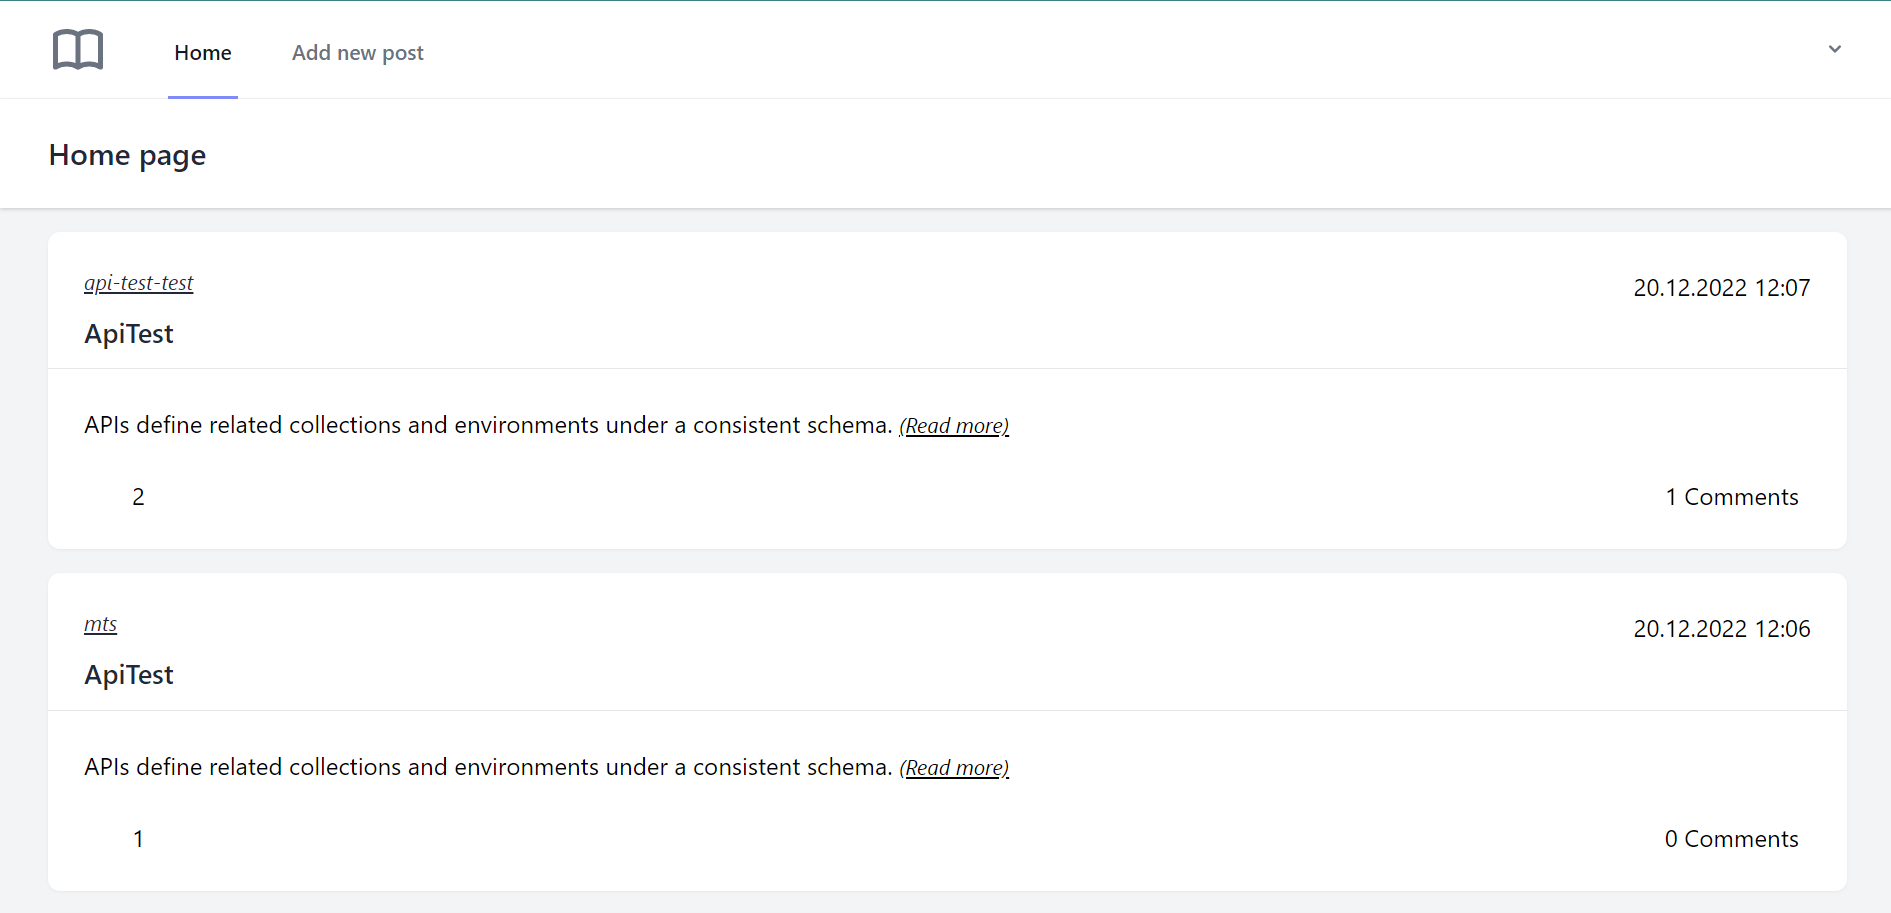 Home Add new post
Home page
api-test-test
20.12.2022 12:07
ApiTest
APIs define related collections and environments under a consistent schema. (Read more)
2
1 Comments
mts
20.12.2022 12:06
ApiTest
APIs define related collections and environments under a consistent schema. (Read more)
1
0 Comments